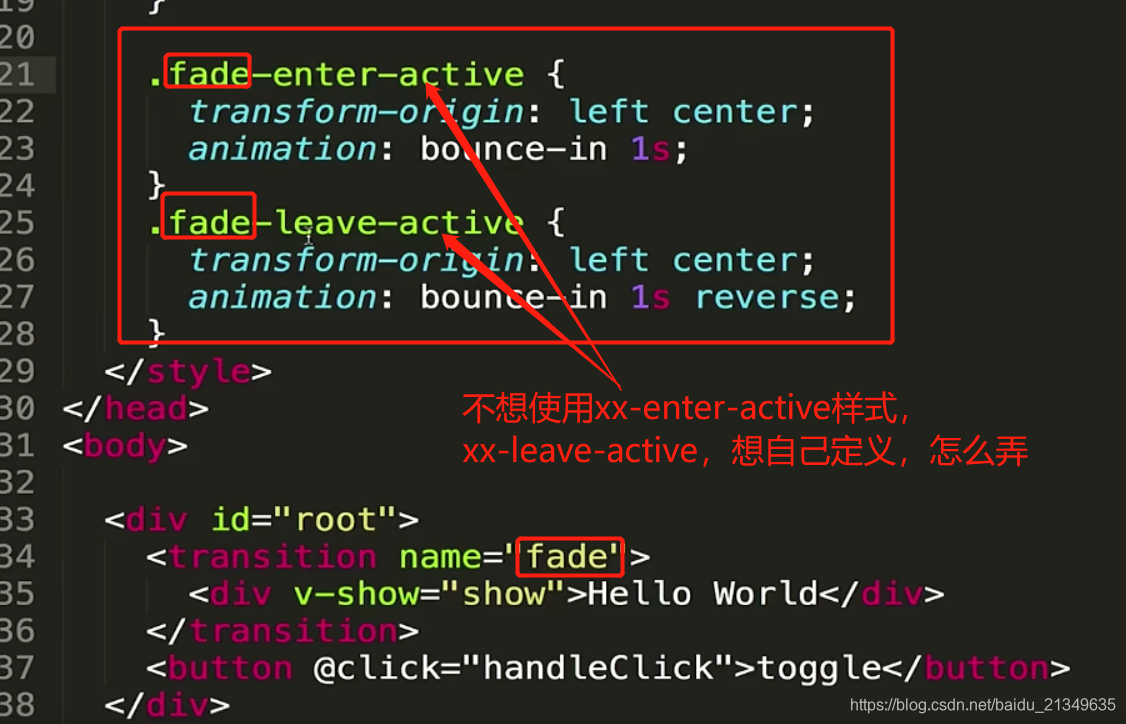 19 }
20
21 .fade-enter-active {
22 transform-origin: left center;
23 animation: bounce-in 1s;
24 }
25 .fade-leave-active {
26 transform-origin: left center;
27 animation: bounce-in 1s reverse;
28 }
29 </style>
30 </head>
不想使用xx-enter-active样式，
31 <body>
xx-leave-active，想自己定义，怎么弄
32
33 <div id="root">
34 <transition name="fade">
35 <div v-show="show">Hello World</div>
36 </transition>
37 <button @click="handleClick">toggle</button>
38 </div>
https://blog.csdn.net/baidu_21349635